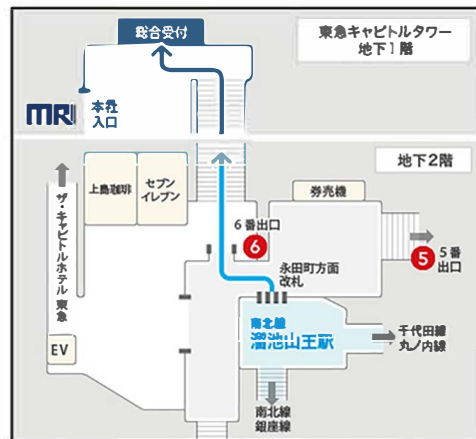 総合受付
東急キャピトルタワー
地下1階
MRI
本社
入口
地下2階
上島珈琲
セブン
イレブン
券売機
6番出口
6
5
5番
出口
永田町方面
改札
ザ・キャピトルホテル 東急
南北線
溜池山王駅
千代田線
丸ノ内線
EV
南北線
銀座線